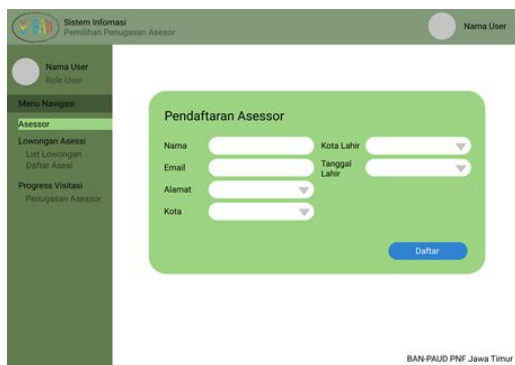 Sistem Infomasi
Pemilihan Penugasan Asesor
Nama User
Nama User
Role User
Menu Navigasi
Asessor
Lowongan Asessi
List Lowongan
Daftar Asesi
Progress Visitasi
Penugasan Asessor
Pendaftaran Asessor
Nama
Kota Lahir
Email
Tanggal
Lahir
Alamat
Kota
Daftar
BAN-PAUD PNF Jawa Timur